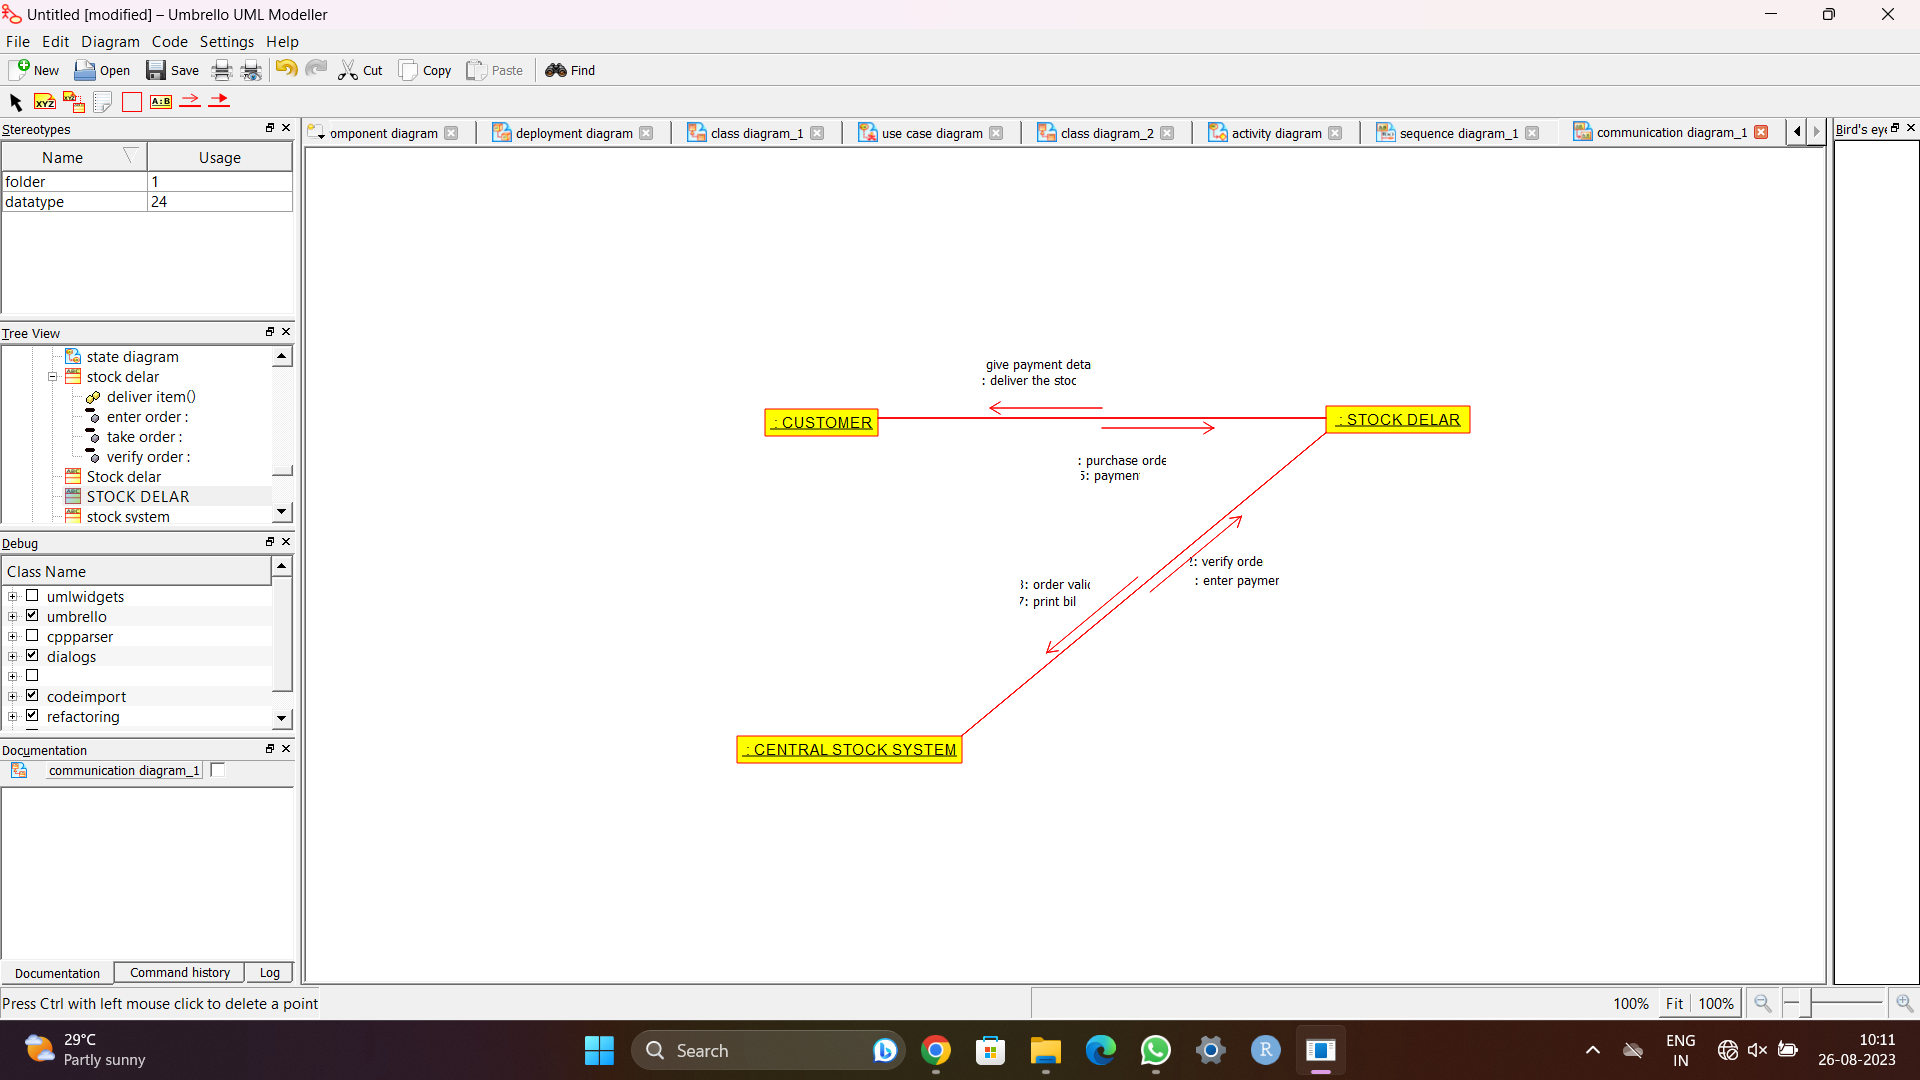 Untitled [modified] – Umbrello UML Modeller
File Edit Diagram Code Settings Help
New Open Save Cut Copy Paste Find
XYZ XYZ A:B
Stereotypes
Name Usage
folder 1
datatype 24
omponent diagram deployment diagram class diagram_1 use case diagram class diagram_2 activity diagram sequence diagram_1 communication diagram_1
Bird's eye
Tree View
state diagram
stock delar
deliver item()
enter order :
take order :
verify order :
Stock delar
STOCK DELAR
stock system
Debug
Class Name
umlwidgets
umbrello
cppparser
dialogs
codeimport
refactoring
Documentation
communication diagram_1
Documentation Command history Log
give payment deta
: deliver the stoc
: CUSTOMER
: STOCK DELAR
: purchase orde
5: paymen
2: verify orde
: enter paymen
3: order valid
7: print bil
: CENTRAL STOCK SYSTEM
Press Ctrl with left mouse click to delete a point
100% Fit 100%
29°C
Partly sunny
Search
R
ENG
IN
10:11
26-08-2023